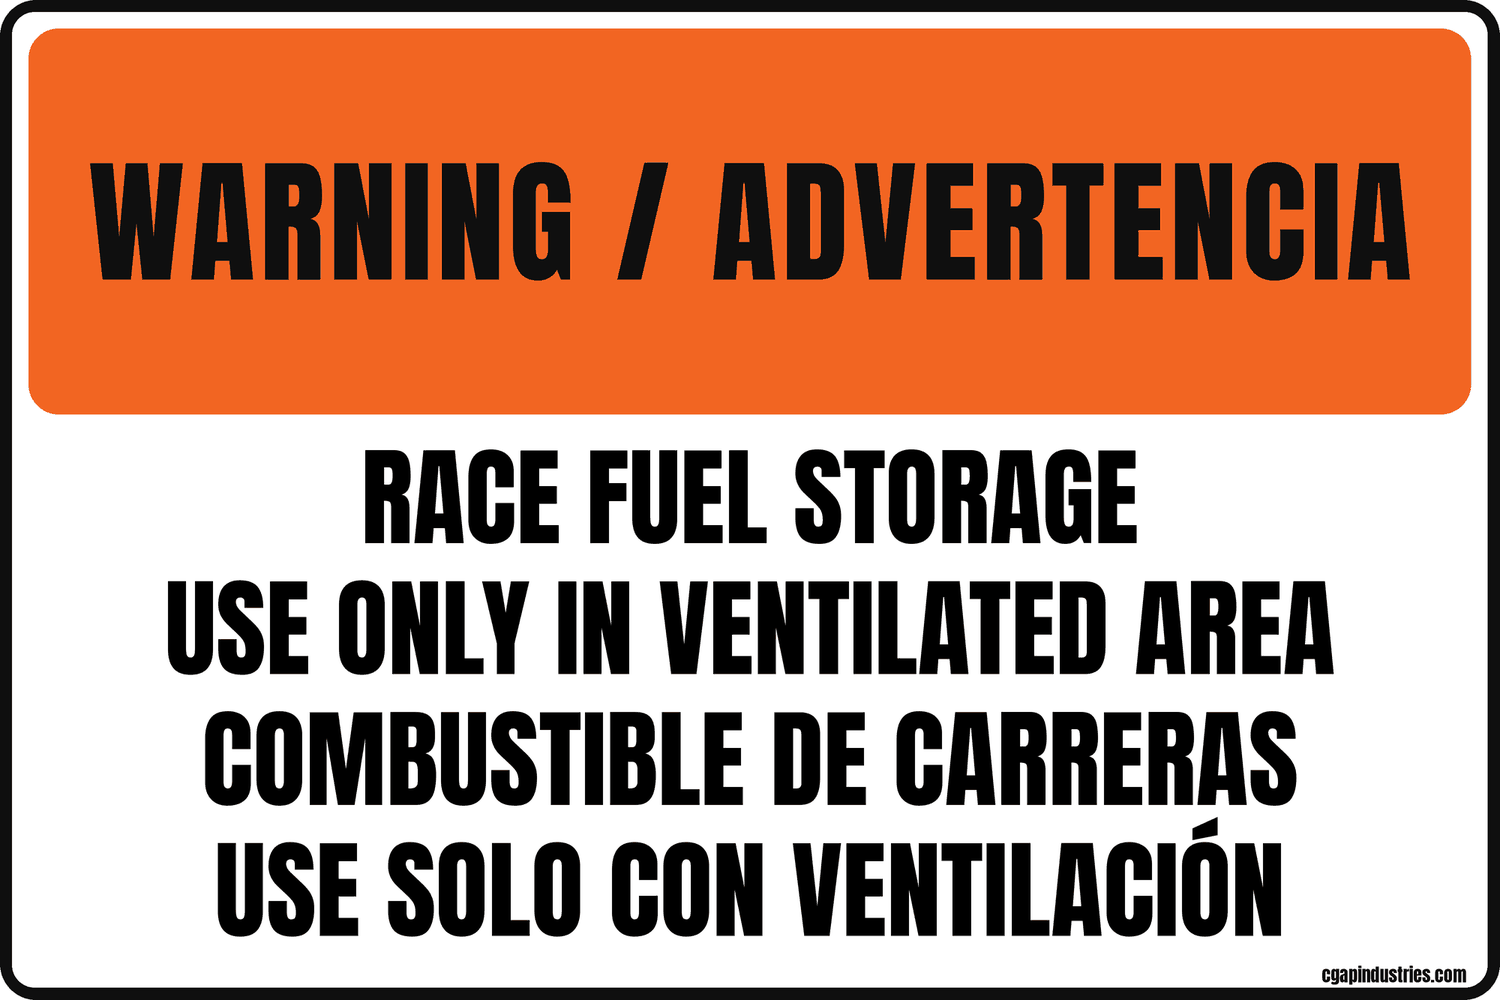 WARNING / ADVERTENCIA
RACE FUEL STORAGE
USE ONLY IN VENTILATED AREA
COMBUSTIBLE DE CARRERAS
USE SOLO CON VENTILACIÓN
cgapindustries.com